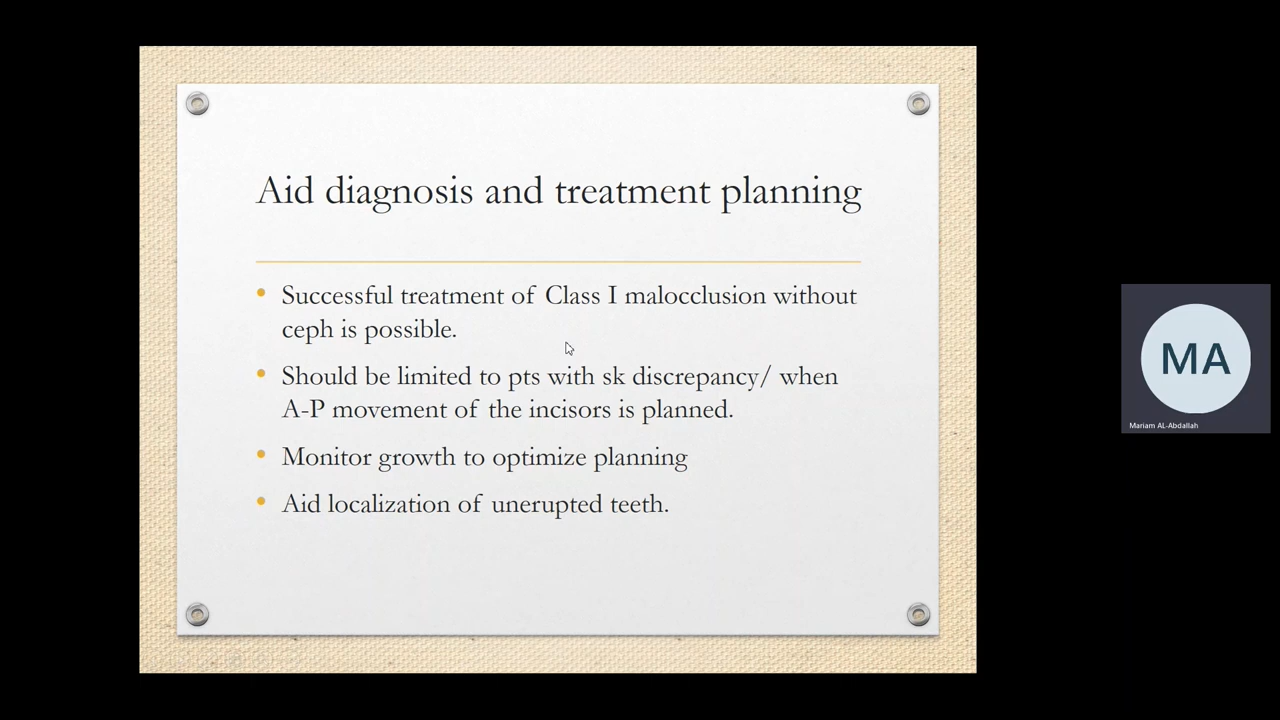 Aid diagnosis and treatment planning
• Successful treatment of Class I malocclusion without
ceph is possible.
• Should be limited to pts with sk discrepancy/ when
A-P movement of the incisors is planned.
• Monitor growth to optimize planning
• Aid localization of unerupted teeth.
MA
Mariam AL-Abdallah